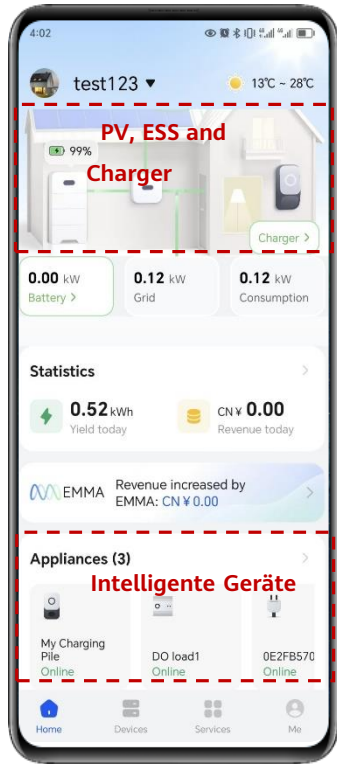 4:02
test123 ▼
13℃ ~ 28℃
PV, ESS and
99%
Charger
Charger >
0.00 kW
Battery >
0.12 kW
Grid
0.12 kW
Consumption
Statistics
0.52 kWh
Yield today
CN¥ 0.00
Revenue today
EMMA
Revenue increased by
EMMA: CN ¥ 0.00
Appliances (3)
Intelligente Geräte
My Charging
Pile
Online
DO load1
Online
0E2FB570
Online
Home
Devices
Services
Me